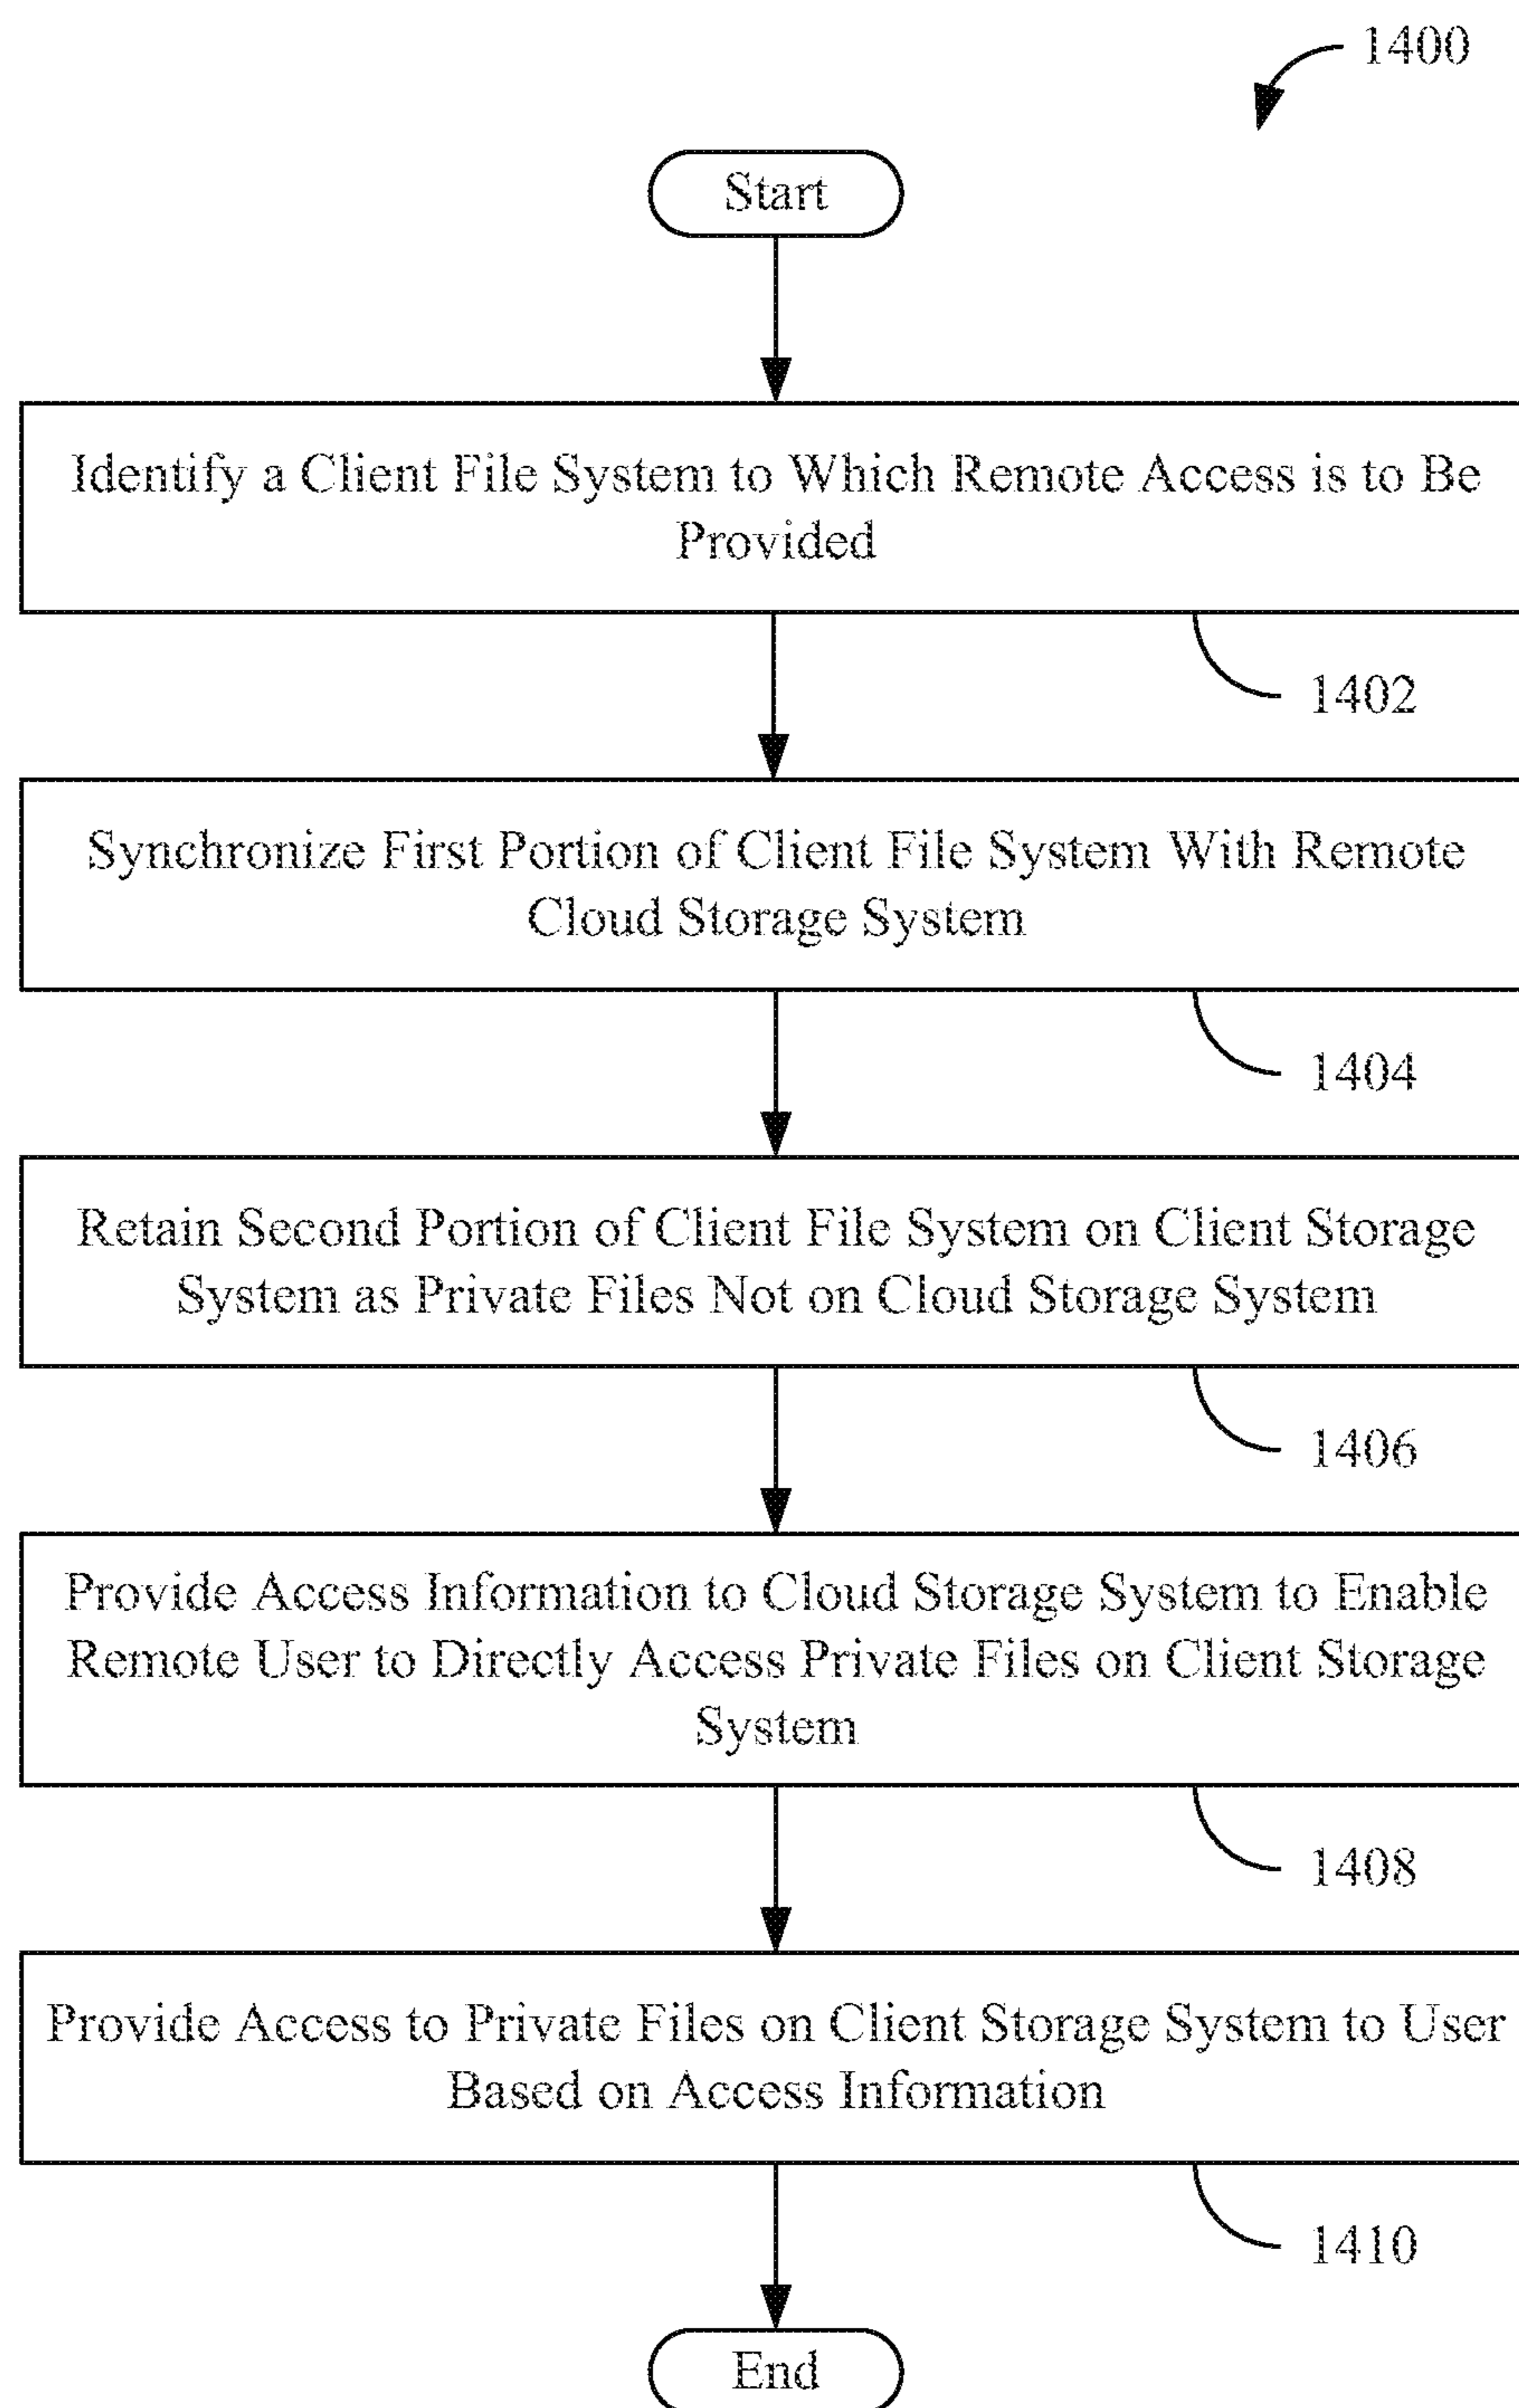 1400
Start
Identify a Client File System to Which Remote Access is to Be
Provided
1402
Synchronize First Portion of Client File System With Remote
Cloud Storage System
1404
Retain Second Portion of Client File System on Client Storage
System as Private Files Not on Cloud Storage System
1406
Provide Access Information to Cloud Storage System to Enable
Remote User to Directly Access Private Files on Client Storage
System
1408
Provide Access to Private Files on Client Storage System to User
Based on Access Information
1410
End